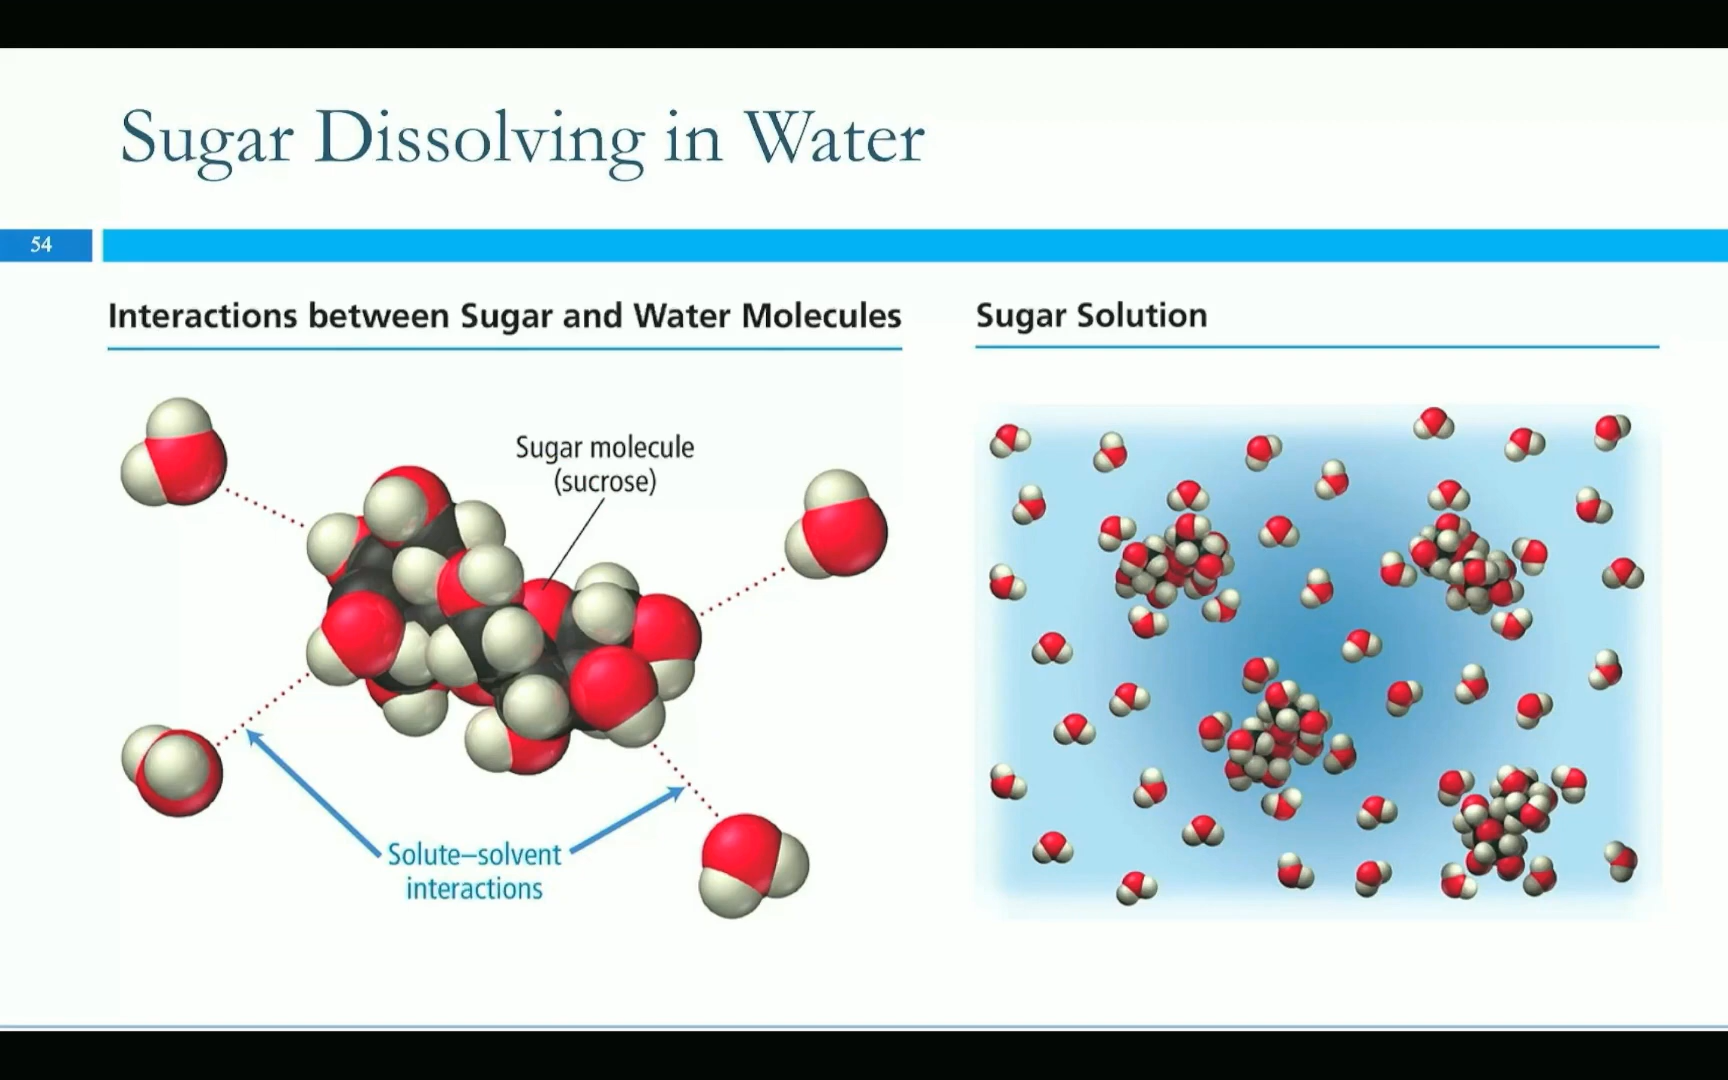 Sugar Dissolving in Water
54
Interactions between Sugar and Water Molecules
Sugar molecule
(sucrose)
Solute–solvent
interactions
Sugar Solution